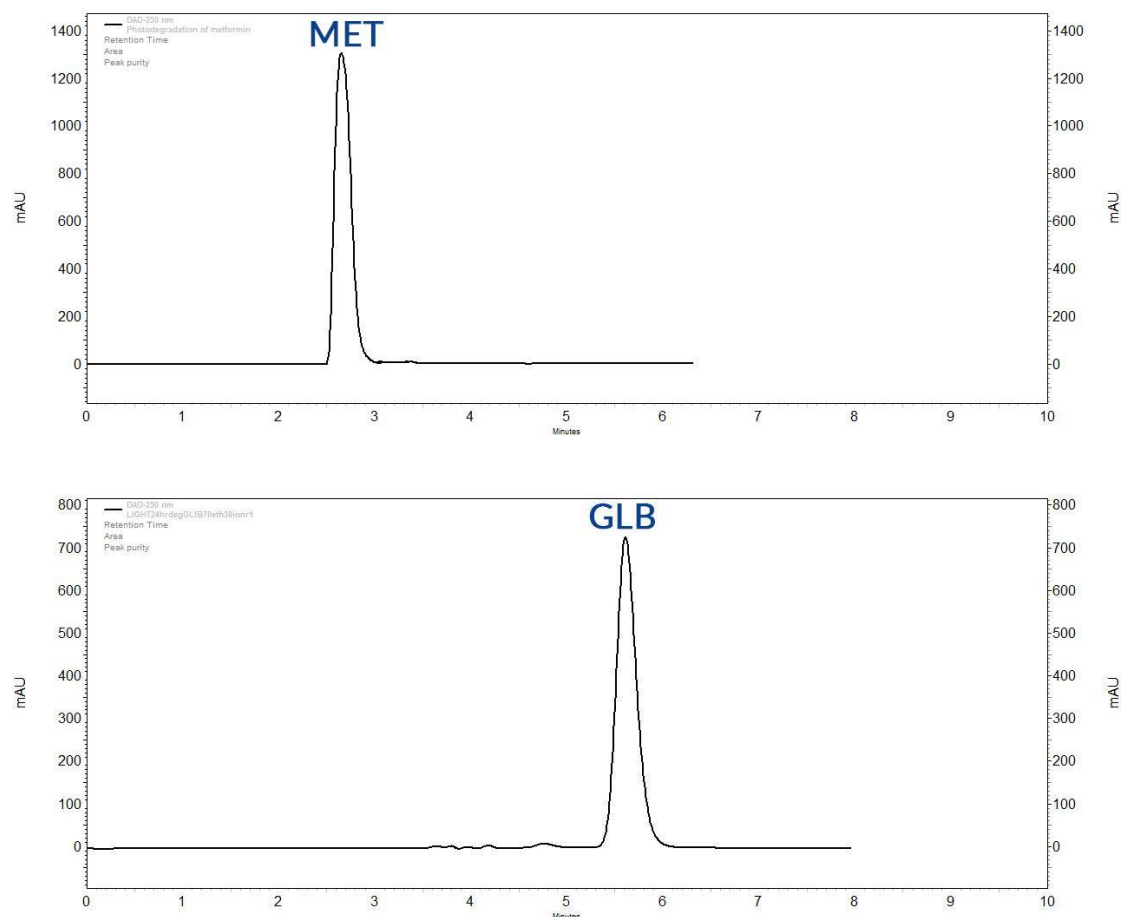 DAD-250 nm
Photodegradation of metformin
Retention Time
Area
Peak purity
MET
1400 1400
1200 1200
1000 1000
800 800
600 600
400 400
200 200
0 0
mAU mAU
0 1 2 3 4 5 6 7 8 9 10
Minutes
DAD-250 nm
LIGHT24hrdegGLIB70eth30ionr1
Retention Time
Area
Peak purity
GLB
800 800
700 700
600 600
500 500
400 400
300 300
200 200
100 100
0 0
mAU mAU
0 1 2 3 4 5 6 7 8 9 10
Minutes